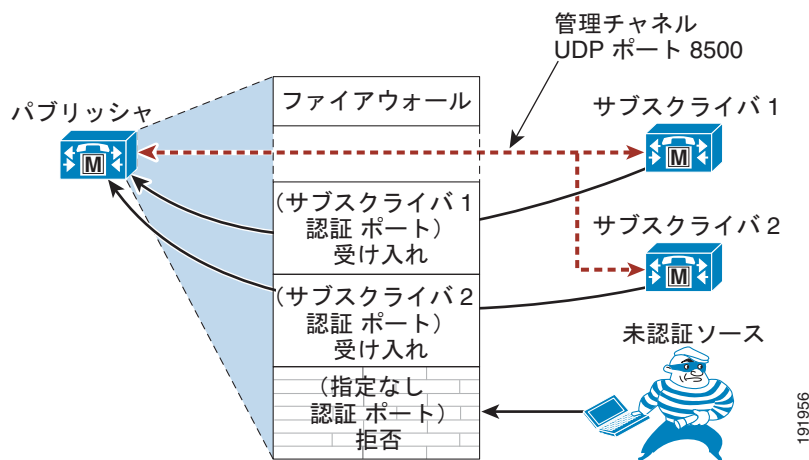 管理チャネル
UDP ポート 8500
パブリッシャ
ファイアウォール
サブスクライバ 1
M
M
(サブスクライバ 1
認証 ポート)
受け入れ
サブスクライバ 2
M
(サブスクライバ 2
認証 ポート)
受け入れ
未認証ソース
(指定なし
認証 ポート)
拒否
191956